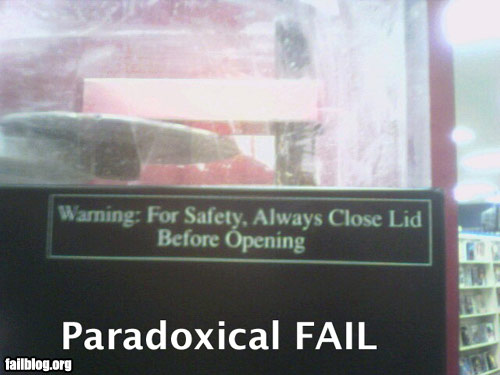 Warning: For Safety, Always Close Lid
Before Opening
Paradoxical FAIL
failblog.org